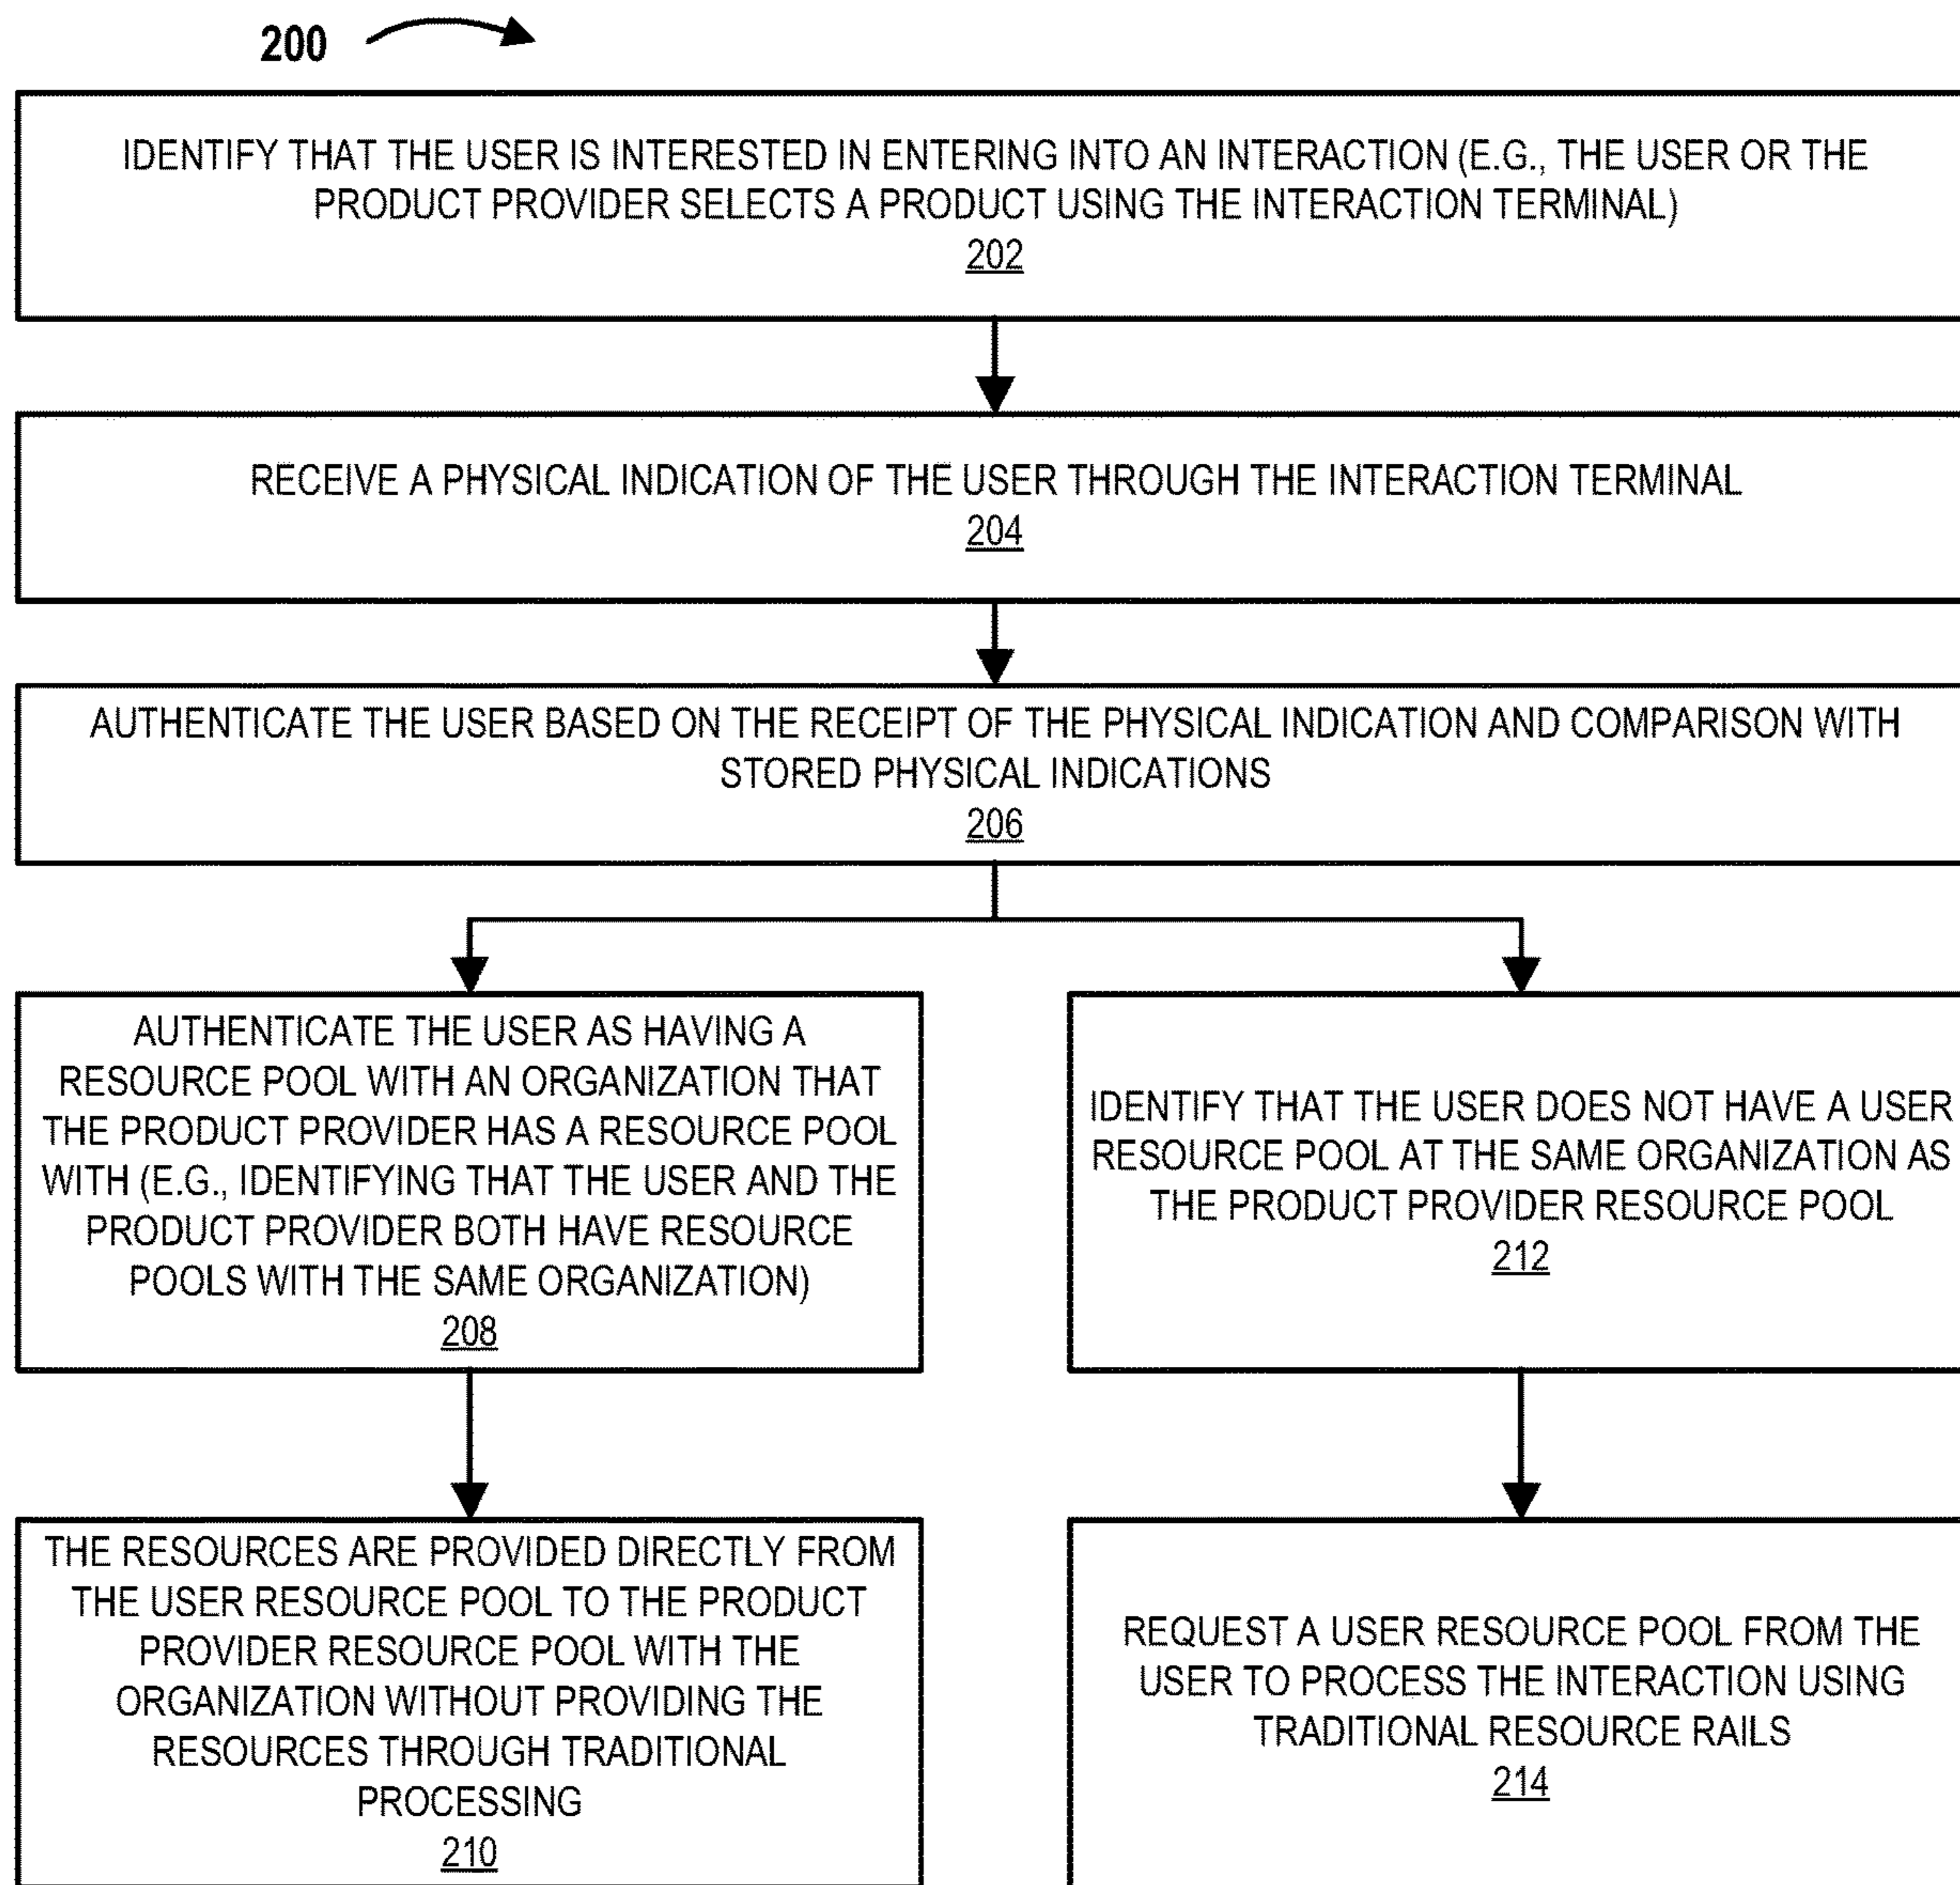 200
IDENTIFY THAT THE USER IS INTERESTED IN ENTERING INTO AN INTERACTION (E.G., THE USER OR THE
PRODUCT PROVIDER SELECTS A PRODUCT USING THE INTERACTION TERMINAL)
202
RECEIVE A PHYSICAL INDICATION OF THE USER THROUGH THE INTERACTION TERMINAL
204
AUTHENTICATE THE USER BASED ON THE RECEIPT OF THE PHYSICAL INDICATION AND COMPARISON WITH
STORED PHYSICAL INDICATIONS
206
AUTHENTICATE THE USER AS HAVING A
RESOURCE POOL WITH AN ORGANIZATION THAT
THE PRODUCT PROVIDER HAS A RESOURCE POOL
WITH (E.G., IDENTIFYING THAT THE USER AND THE
PRODUCT PROVIDER BOTH HAVE RESOURCE
POOLS WITH THE SAME ORGANIZATION)
208
IDENTIFY THAT THE USER DOES NOT HAVE A USER
RESOURCE POOL AT THE SAME ORGANIZATION AS
THE PRODUCT PROVIDER RESOURCE POOL
212
THE RESOURCES ARE PROVIDED DIRECTLY FROM
THE USER RESOURCE POOL TO THE PRODUCT
PROVIDER RESOURCE POOL WITH THE
ORGANIZATION WITHOUT PROVIDING THE
RESOURCES THROUGH TRADITIONAL
PROCESSING
210
REQUEST A USER RESOURCE POOL FROM THE
USER TO PROCESS THE INTERACTION USING
TRADITIONAL RESOURCE RAILS
214